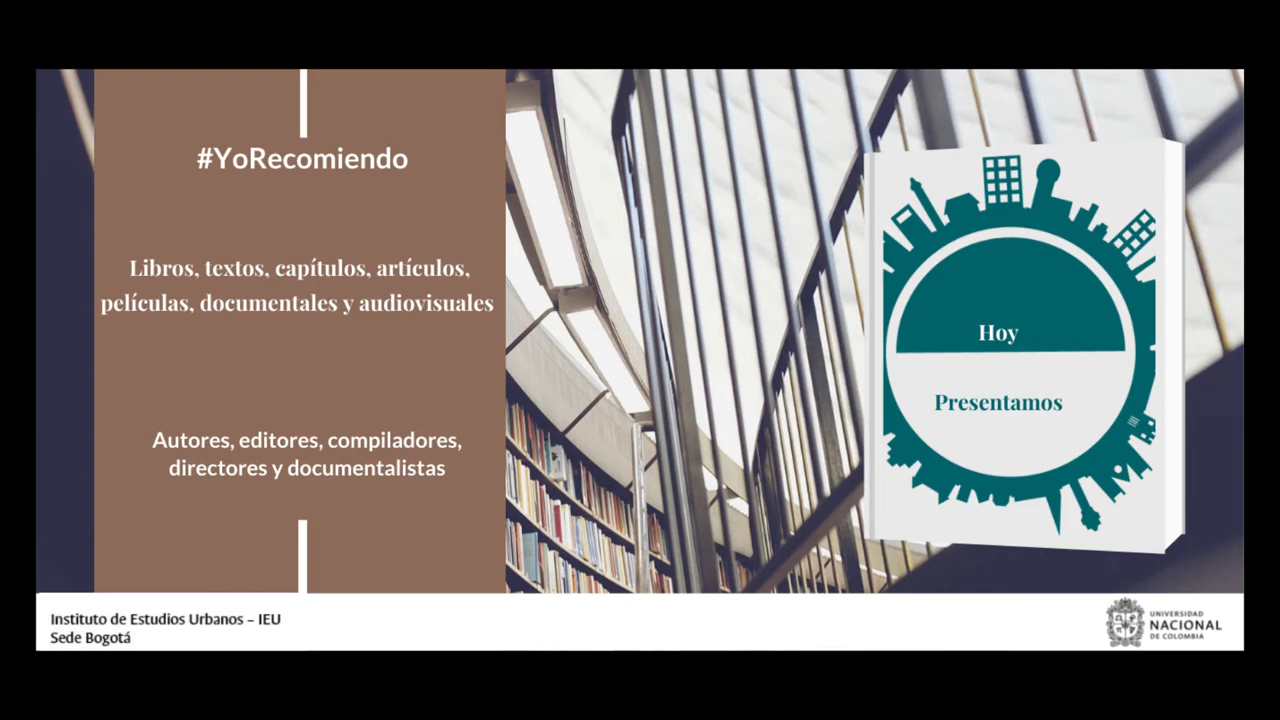 #YoRecomiendo
Libros, textos, capítulos, artículos,
películas, documentales y audiovisuales
Autores, editores, compiladores,
directores y documentalistas
Hoy
Presentamos
Instituto de Estudios Urbanos – IEU
Sede Bogotá
UNIVERSIDAD
NACIONAL
DE COLOMBIA